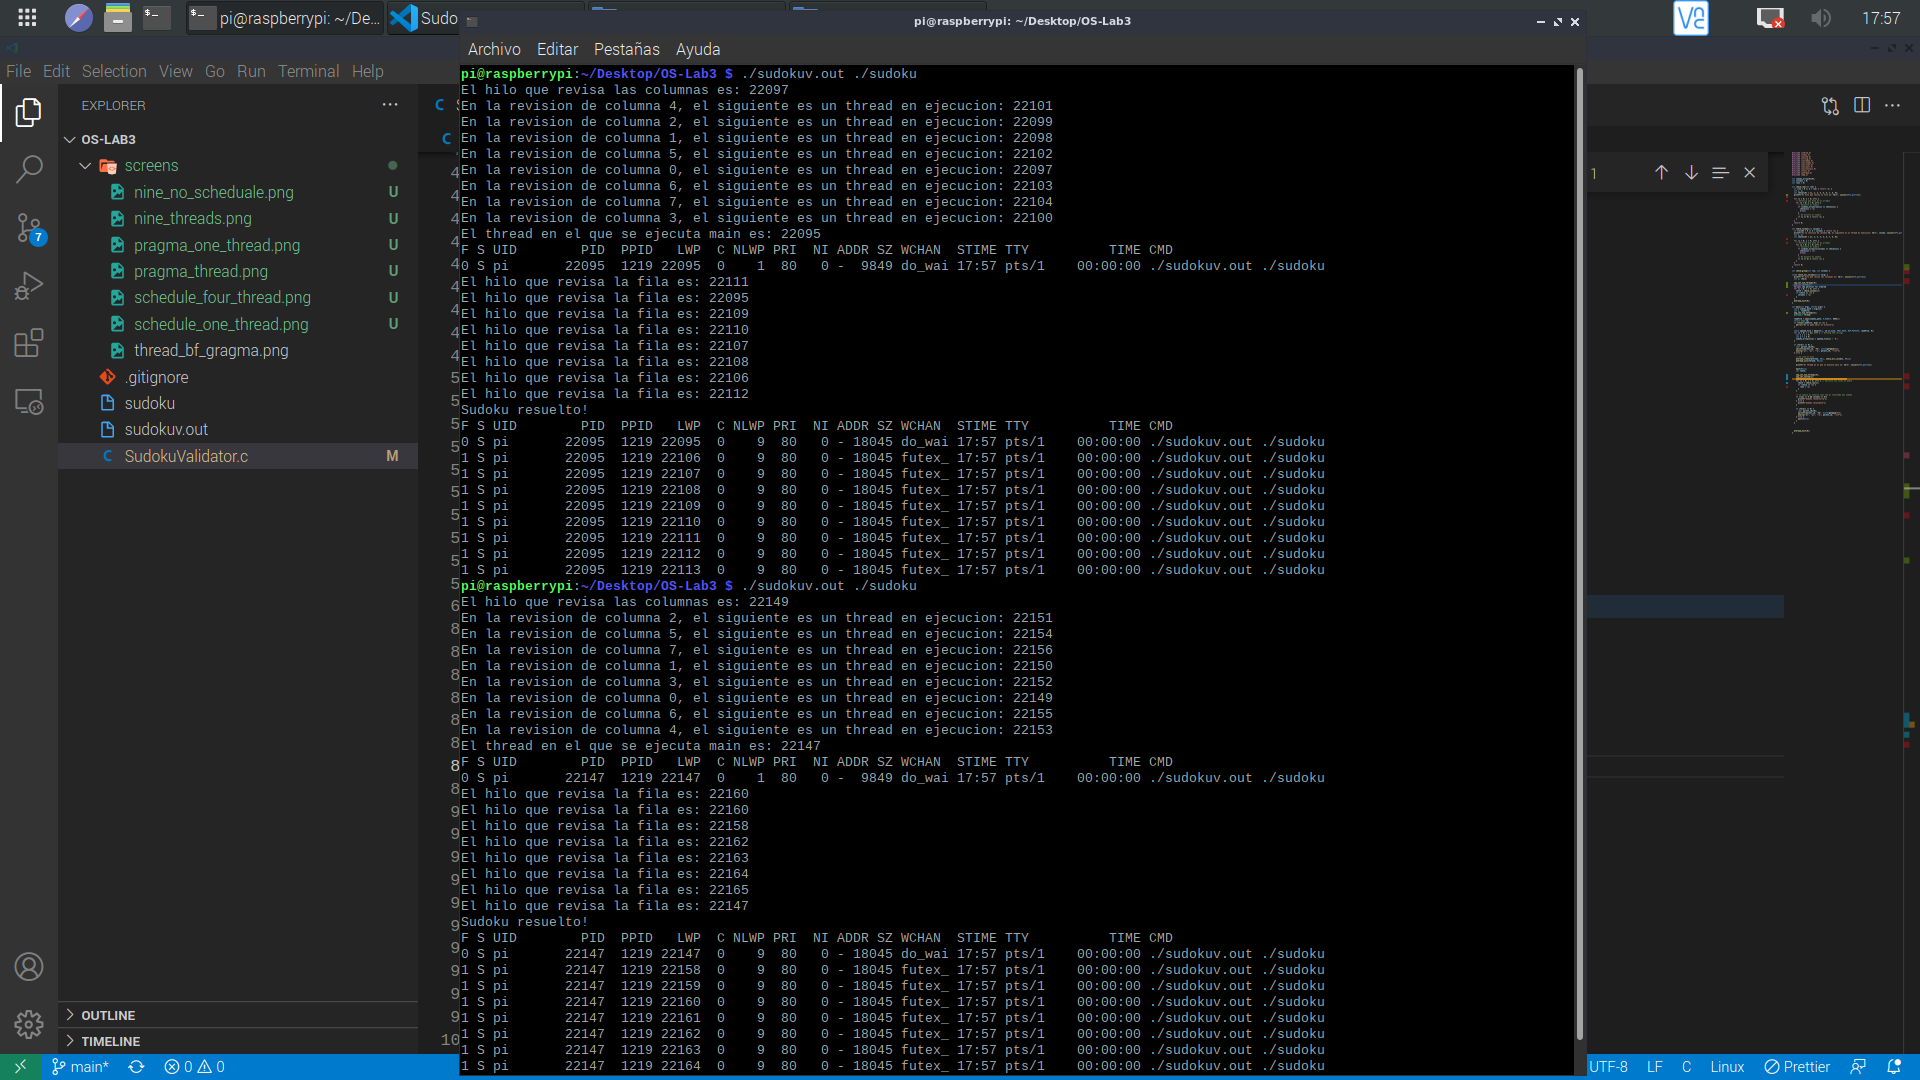 pi@raspberrypi: ~/De...
Sudo
17:57
pi@raspberrypi: ~/Desktop/OS-Lab3
Archivo Editar Pestañas Ayuda
File Edit Selection View Go Run Terminal Help
EXPLORER
OS-LAB3
screens
nine_no_scheduale.png U
nine_threads.png U
pragma_one_thread.png U
pragma_thread.png U
schedule_four_thread.png U
schedule_one_thread.png U
thread_bf_gragma.png
.gitignore
sudoku
sudokuv.out
C SudokuValidator.c M
7
OUTLINE
TIMELINE
main* 0 0
pi@raspberrypi:~/Desktop/OS-Lab3 $ ./sudokuv.out ./sudoku
El hilo que revisa las columnas es: 22097
En la revision de columna 4, el siguiente es un thread en ejecucion: 22101
En la revision de columna 2, el siguiente es un thread en ejecucion: 22099
En la revision de columna 1, el siguiente es un thread en ejecucion: 22098
En la revision de columna 5, el siguiente es un thread en ejecucion: 22102
En la revision de columna 0, el siguiente es un thread en ejecucion: 22097
En la revision de columna 6, el siguiente es un thread en ejecucion: 22103
En la revision de columna 7, el siguiente es un thread en ejecucion: 22104
En la revision de columna 3, el siguiente es un thread en ejecucion: 22100
El thread en el que se ejecuta main es: 22095
F S UID        PID  PPID   LWP  C NLWP PRI  NI ADDR SZ WCHAN  STIME TTY          TIME CMD
0 S pi       22095  1219 22095  0    1  80   0 -  9849 do_wai 17:57 pts/1    00:00:00 ./sudokuv.out ./sudoku
El hilo que revisa la fila es: 22111
El hilo que revisa la fila es: 22095
El hilo que revisa la fila es: 22109
El hilo que revisa la fila es: 22110
El hilo que revisa la fila es: 22107
El hilo que revisa la fila es: 22108
El hilo que revisa la fila es: 22106
El hilo que revisa la fila es: 22112
Sudoku resuelto!
F S UID        PID  PPID   LWP  C NLWP PRI  NI ADDR SZ WCHAN  STIME TTY          TIME CMD
0 S pi       22095  1219 22095  0    9  80   0 - 18045 do_wai 17:57 pts/1    00:00:00 ./sudokuv.out ./sudoku
1 S pi       22095  1219 22106  0    9  80   0 - 18045 futex_ 17:57 pts/1    00:00:00 ./sudokuv.out ./sudoku
1 S pi       22095  1219 22107  0    9  80   0 - 18045 futex_ 17:57 pts/1    00:00:00 ./sudokuv.out ./sudoku
1 S pi       22095  1219 22108  0    9  80   0 - 18045 futex_ 17:57 pts/1    00:00:00 ./sudokuv.out ./sudoku
1 S pi       22095  1219 22109  0    9  80   0 - 18045 futex_ 17:57 pts/1    00:00:00 ./sudokuv.out ./sudoku
1 S pi       22095  1219 22110  0    9  80   0 - 18045 futex_ 17:57 pts/1    00:00:00 ./sudokuv.out ./sudoku
1 S pi       22095  1219 22111  0    9  80   0 - 18045 futex_ 17:57 pts/1    00:00:00 ./sudokuv.out ./sudoku
1 S pi       22095  1219 22112  0    9  80   0 - 18045 futex_ 17:57 pts/1    00:00:00 ./sudokuv.out ./sudoku
1 S pi       22095  1219 22113  0    9  80   0 - 18045 futex_ 17:57 pts/1    00:00:00 ./sudokuv.out ./sudoku
pi@raspberrypi:~/Desktop/OS-Lab3 $ ./sudokuv.out ./sudoku
El hilo que revisa las columnas es: 22149
En la revision de columna 2, el siguiente es un thread en ejecucion: 22151
En la revision de columna 5, el siguiente es un thread en ejecucion: 22154
En la revision de columna 7, el siguiente es un thread en ejecucion: 22156
En la revision de columna 1, el siguiente es un thread en ejecucion: 22150
En la revision de columna 3, el siguiente es un thread en ejecucion: 22152
En la revision de columna 0, el siguiente es un thread en ejecucion: 22149
En la revision de columna 6, el siguiente es un thread en ejecucion: 22155
En la revision de columna 4, el siguiente es un thread en ejecucion: 22153
El thread en el que se ejecuta main es: 22147
F S UID        PID  PPID   LWP  C NLWP PRI  NI ADDR SZ WCHAN  STIME TTY          TIME CMD
0 S pi       22147  1219 22147  0    1  80   0 -  9849 do_wai 17:57 pts/1    00:00:00 ./sudokuv.out ./sudoku
El hilo que revisa la fila es: 22160
El hilo que revisa la fila es: 22160
El hilo que revisa la fila es: 22158
El hilo que revisa la fila es: 22162
El hilo que revisa la fila es: 22163
El hilo que revisa la fila es: 22164
El hilo que revisa la fila es: 22165
El hilo que revisa la fila es: 22147
Sudoku resuelto!
F S UID        PID  PPID   LWP  C NLWP PRI  NI ADDR SZ WCHAN  STIME TTY          TIME CMD
0 S pi       22147  1219 22147  0    9  80   0 - 18045 do_wai 17:57 pts/1    00:00:00 ./sudokuv.out ./sudoku
1 S pi       22147  1219 22158  0    9  80   0 - 18045 futex_ 17:57 pts/1    00:00:00 ./sudokuv.out ./sudoku
1 S pi       22147  1219 22159  0    9  80   0 - 18045 futex_ 17:57 pts/1    00:00:00 ./sudokuv.out ./sudoku
1 S pi       22147  1219 22160  0    9  80   0 - 18045 futex_ 17:57 pts/1    00:00:00 ./sudokuv.out ./sudoku
1 S pi       22147  1219 22161  0    9  80   0 - 18045 futex_ 17:57 pts/1    00:00:00 ./sudokuv.out ./sudoku
1 S pi       22147  1219 22162  0    9  80   0 - 18045 futex_ 17:57 pts/1    00:00:00 ./sudokuv.out ./sudoku
1 S pi       22147  1219 22163  0    9  80   0 - 18045 futex_ 17:57 pts/1    00:00:00 ./sudokuv.out ./sudoku
1 S pi       22147  1219 22164  0    9  80   0 - 18045 futex_ 17:57 pts/1    00:00:00 ./sudokuv.out ./sudoku
UTF-8 LF C Linux Prettier